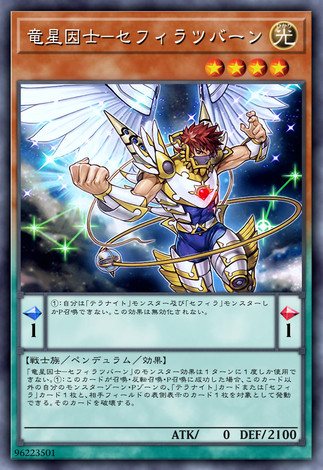 竜星因士－セフィラツバーン
光
1
1
①：自分は「テラナイト」モンスター及び「セフィラ」モンスターし
かP召喚できない。この効果は無効化されない。
【戦士族／ペンデュラム／効果】
「竜星因士－セフィラツバーン」のモンスター効果は１ターンに１度しか使用で
きない。①：このカードが召喚・反転召喚・P召喚に成功した場合、このカード以
外の自分のモンスターゾーン・Pゾーンの、「テラナイト」カードまたは「セフィ
ラ」カード１枚と、相手フィールドの表側表示のカード１枚を対象として発動
できる。そのカードを破壊する。
ATK/ 0 DEF/2100
96223501